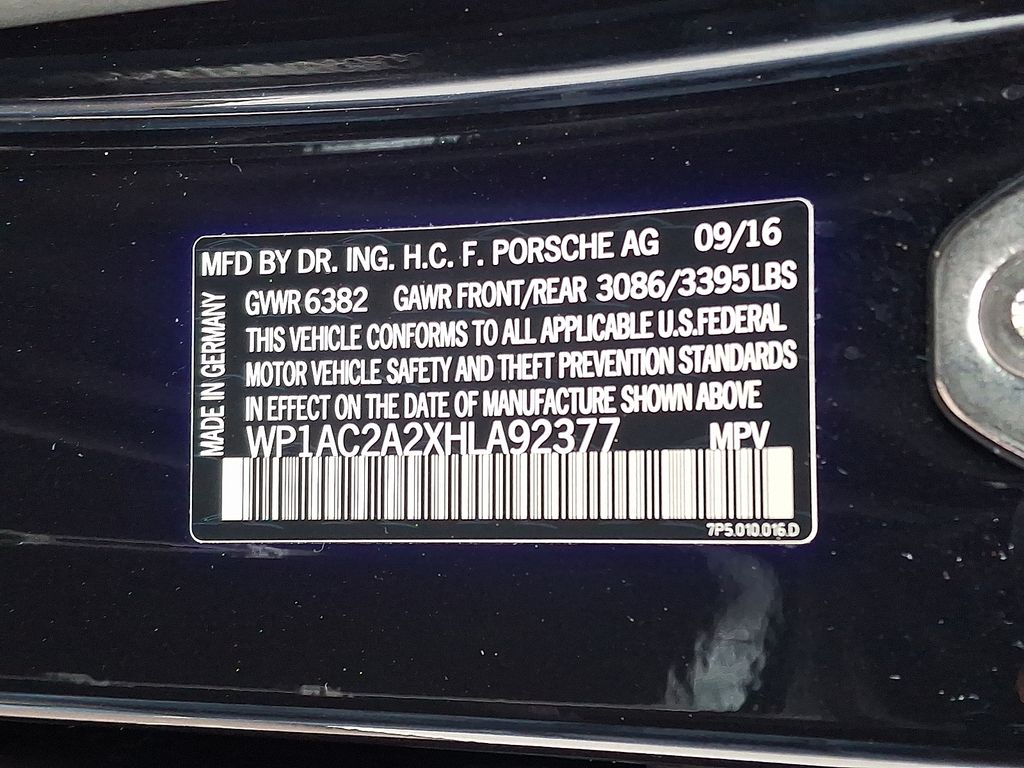 MFD BY DR. ING. H.C. F. PORSCHE AG 09/16
GVWR 6382 GAWR FRONT/REAR 3086/3395 LBS
THIS VEHICLE CONFORMS TO ALL APPLICABLE U.S.FEDERAL
MOTOR VEHICLE SAFETY AND THEFT PREVENTION STANDARDS
IN EFFECT ON THE DATE OF MANUFACTURE SHOWN ABOVE
WP1AC2A2XHLA92377 MPV
7P5.010.016.D
MADE IN GERMANY